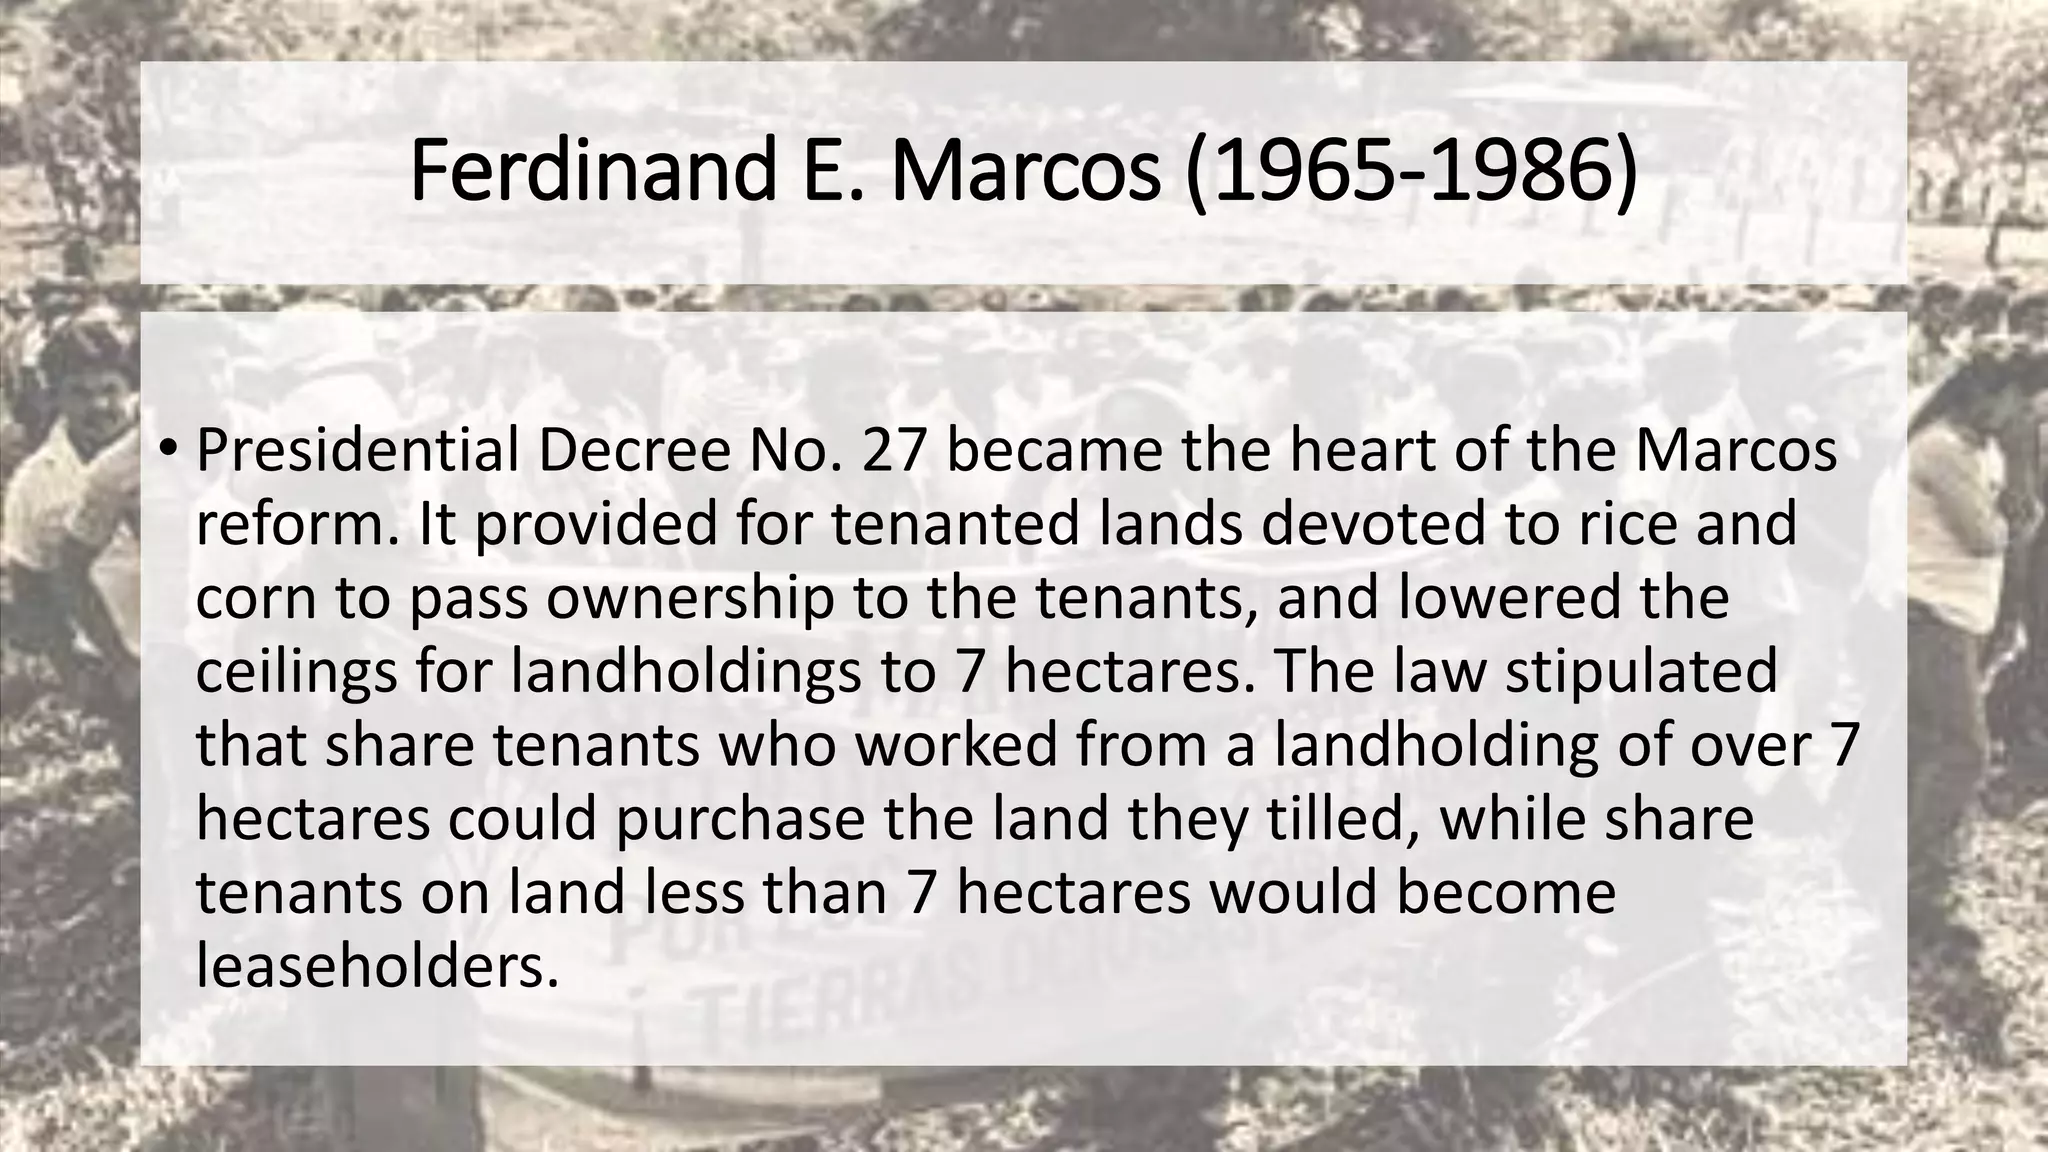 Ferdinand E. Marcos (1965-1986)
• Presidential Decree No. 27 became the heart of the Marcos
reform. It provided for tenanted lands devoted to rice and
corn to pass ownership to the tenants, and lowered the
ceilings for landholdings to 7 hectares. The law stipulated
that share tenants who worked from a landholding of over 7
hectares could purchase the land they tilled, while share
tenants on land less than 7 hectares would become
leaseholders.
TIERRAS